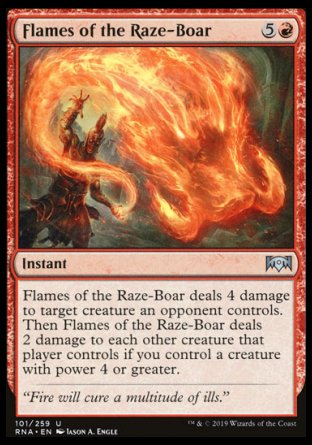 Flames of the Raze-Boar 5
Instant
Flames of the Raze-Boar deals 4 damage
to target creature an opponent controls.
Then Flames of the Raze-Boar deals
2 damage to each other creature that
player controls if you control a creature
with power 4 or greater.
“Fire will cure a multitude of ills.”
101/259 U
RNA • EN Jason A. Engle
™ & © 2019 Wizards of the Coast